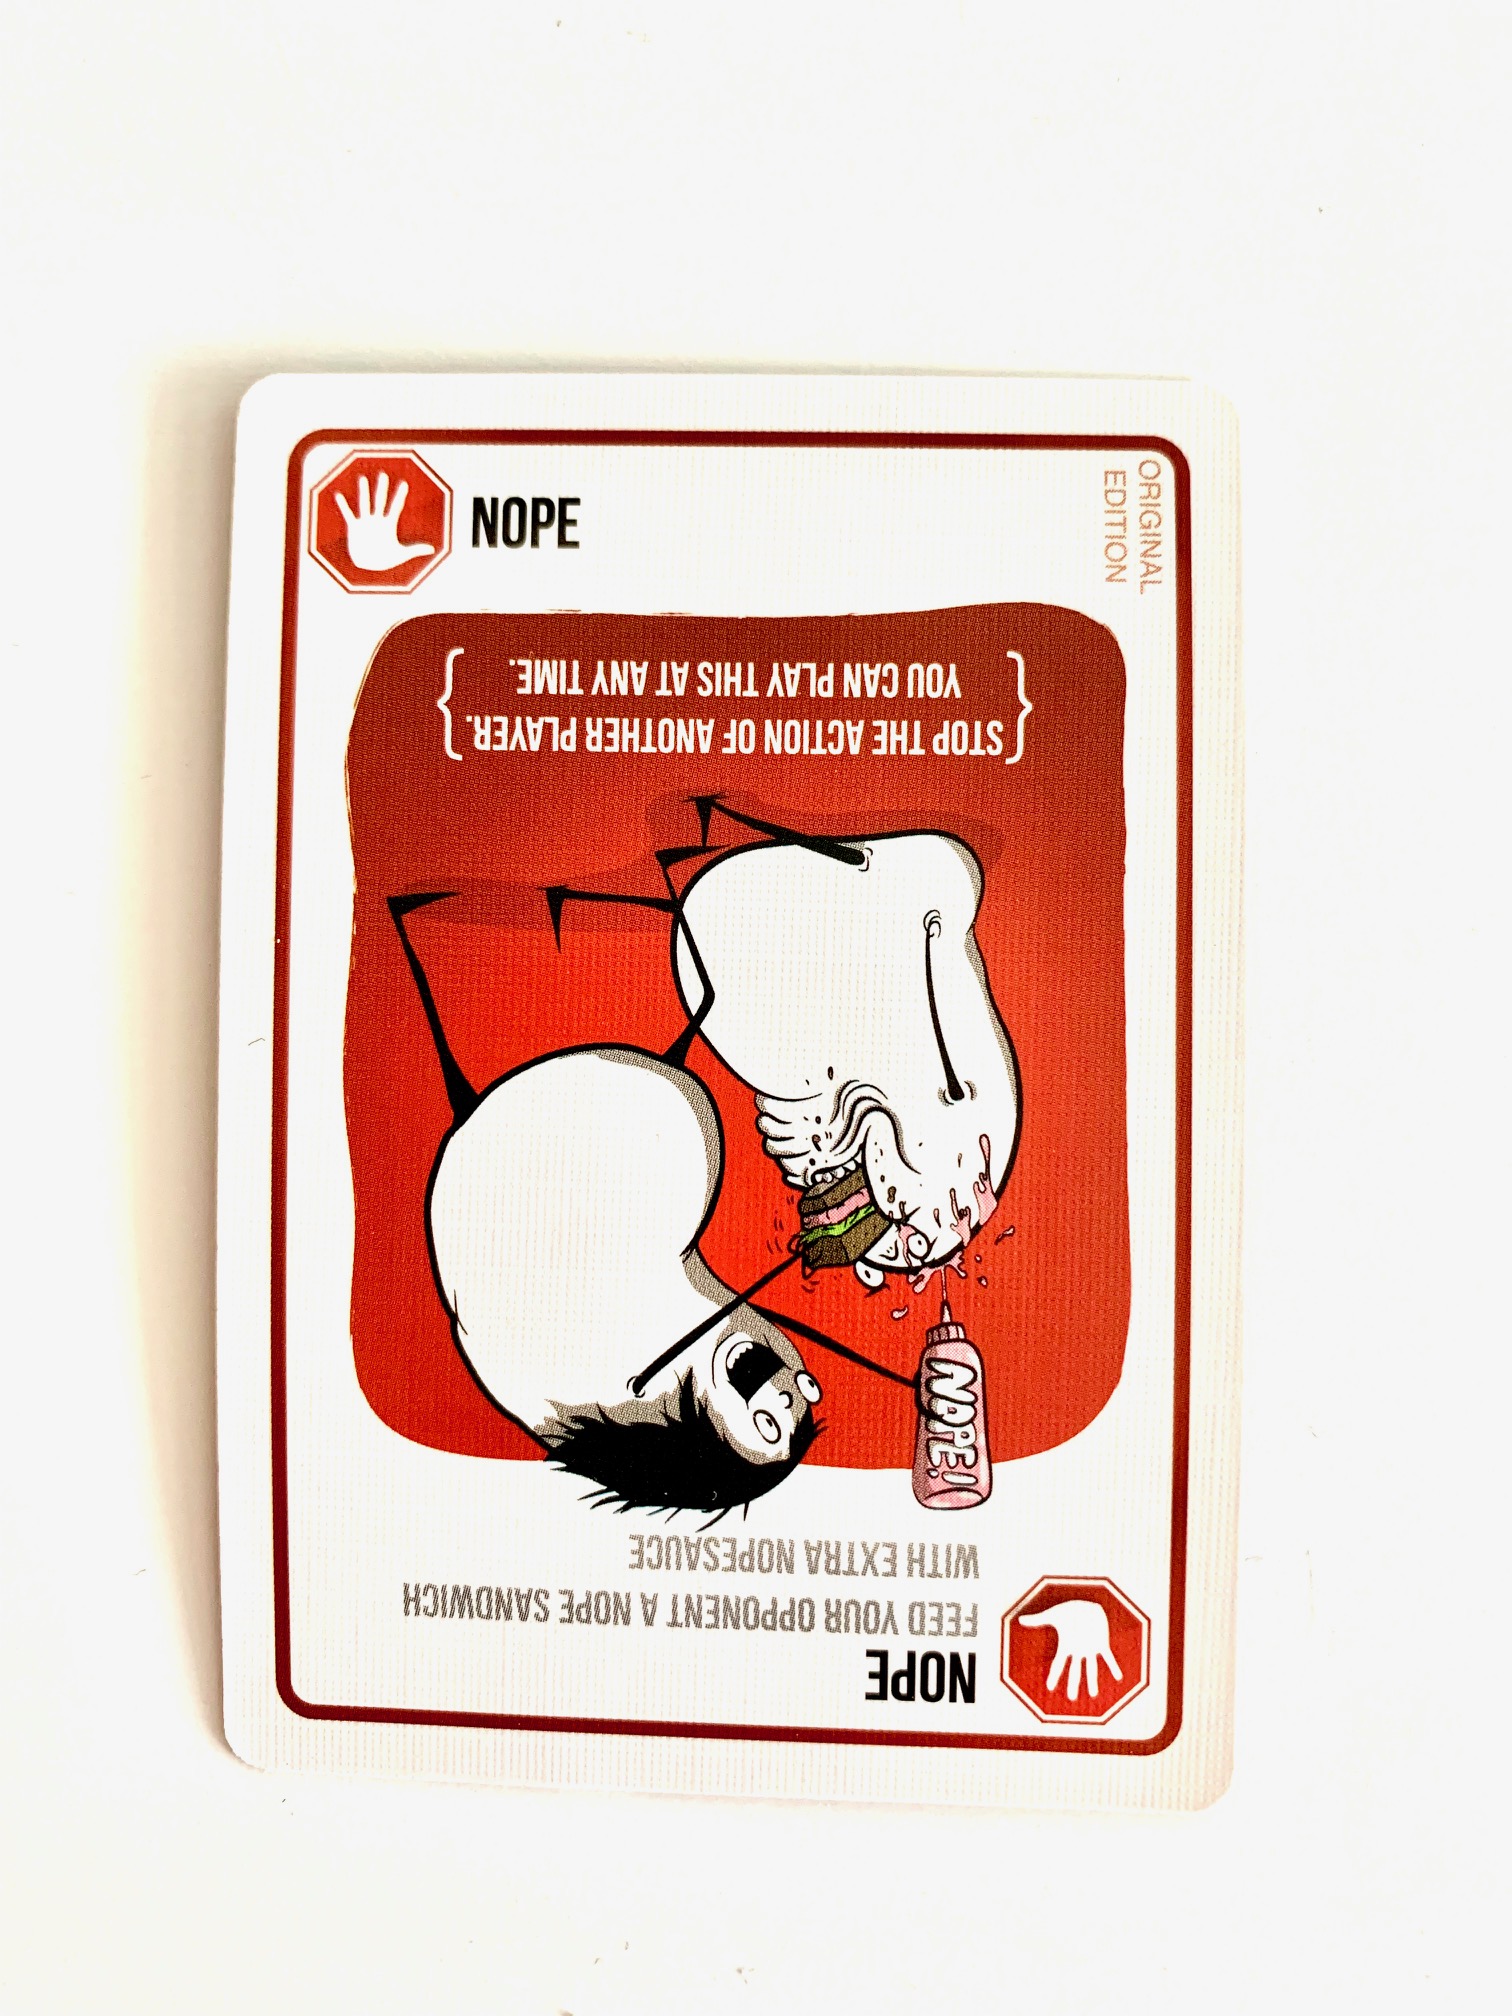 NOPE
FEED YOUR OPPONENT A NOPE SANDWICH
WITH EXTRA NOPESAUCE
NOPE!
STOP THE ACTION OF ANOTHER PLAYER.
YOU CAN PLAY THIS AT ANY TIME.
ORIGINAL
EDITION
NOPE